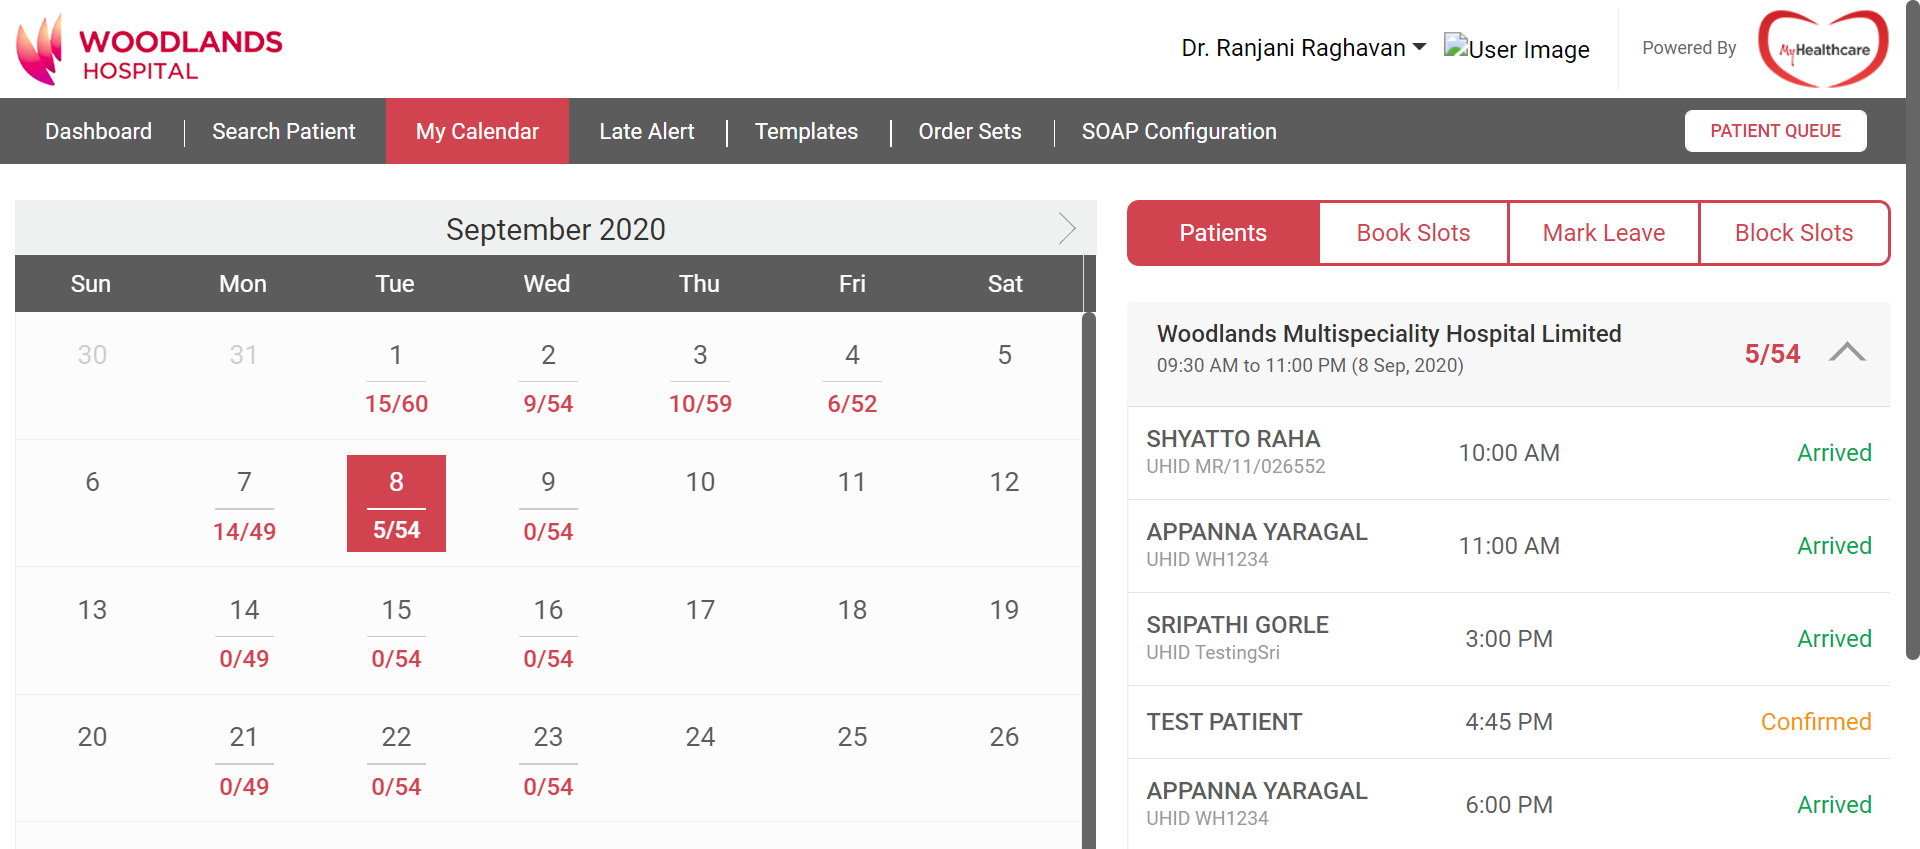 WOODLANDS
HOSPITAL
Dr. Ranjani Raghavan
User Image
Powered By
MyHealthcare
Dashboard
Search Patient
My Calendar
Late Alert
Templates
Order Sets
SOAP Configuration
PATIENT QUEUE
September 2020
Sun Mon Tue Wed Thu Fri Sat
30 31 1 2 3 4 5
15/60 9/54 10/59 6/52
6 7 8 9 10 11 12
14/49 5/54 0/54
13 14 15 16 17 18 19
0/49 0/54 0/54
20 21 22 23 24 25 26
0/49 0/54 0/54
Patients
Book Slots
Mark Leave
Block Slots
Woodlands Multispeciality Hospital Limited
09:30 AM to 11:00 PM (8 Sep, 2020)
5/54
SHYATTO RAHA
UHID MR/11/026552
10:00 AM
Arrived
APPANNA YARAGAL
UHID WH1234
11:00 AM
Arrived
SRIPATHI GORLE
UHID TestingSri
3:00 PM
Arrived
TEST PATIENT
4:45 PM
Confirmed
APPANNA YARAGAL
UHID WH1234
6:00 PM
Arrived